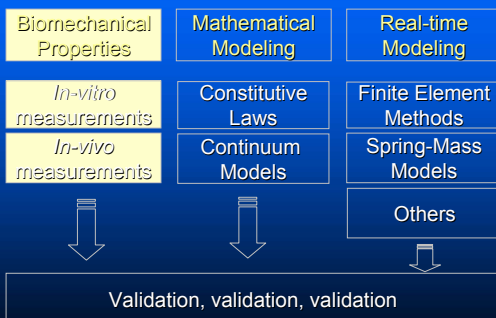 Biomechanical
Properties
In-vitro
measurements
In-vivo
measurements
Mathematical
Modeling
Constitutive
Laws
Continuum
Models
Real-time
Modeling
Finite Element
Methods
Spring-Mass
Models
Others
Validation, validation, validation